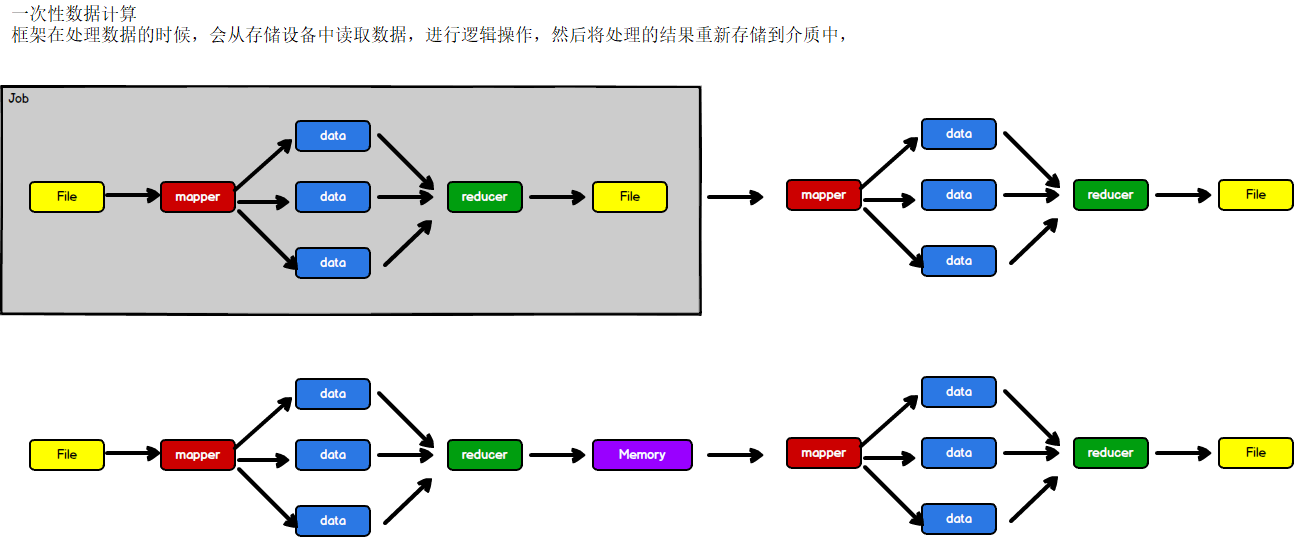 一次性数据计算
框架在处理数据的时候，会从存储设备中读取数据，进行逻辑操作，然后将处理的结果重新存储到介质中，
Job
data
data
File
mapper
data
reducer
File
mapper
data
reducer
File
data
data
data
data
File
mapper
data
reducer
Memory
mapper
data
reducer
File
data
data